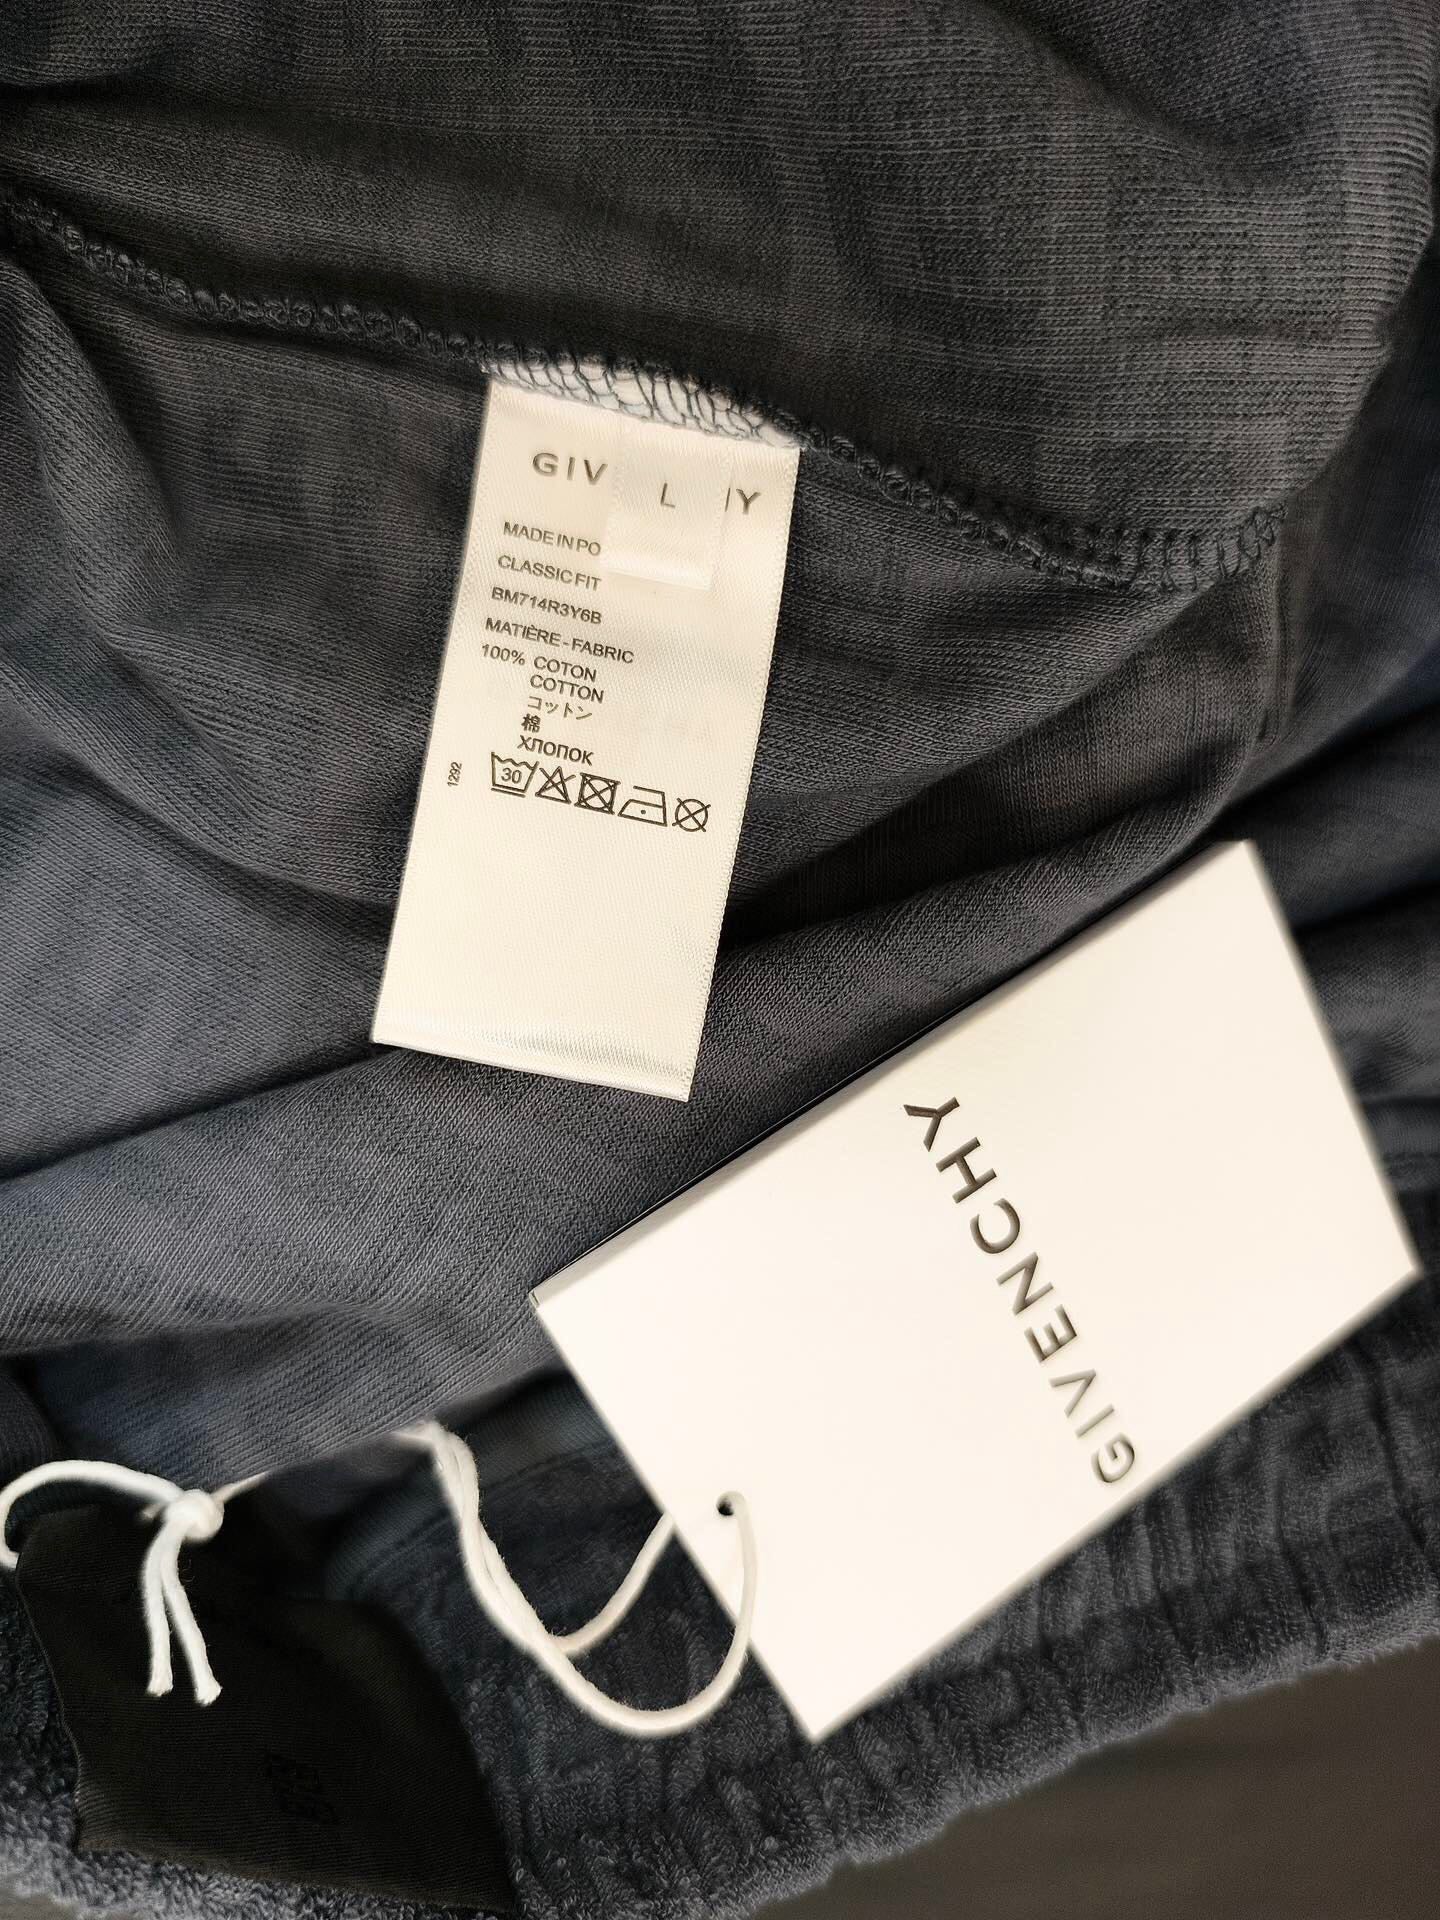 GIV
L
HY
MADE IN PO
CLASSIC FIT
BM714R3Y6B
MATIÈRE - FABRIC
100% COTON
COTTON
コットン
棉
ХЛОПОК
1292
30
GIVENCHY